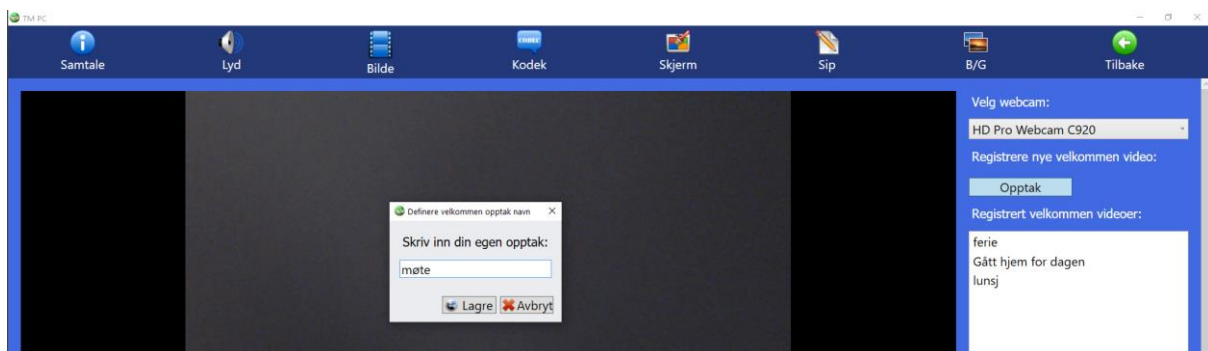 TM PC
Samtale
Lyd
Bilde
CODEC
Kodek
Skjerm
Sip
B/G
Tilbake
Velg webcam:
HD Pro Webcam C920
Registrere nye velkommen video:
Opptak
Registrert velkommen videoer:
ferie
Gått hjem for dagen
lunsj
Definere velkommen opptak navn
Skriv inn din egen opptak:
møte
Lagre Avbryt